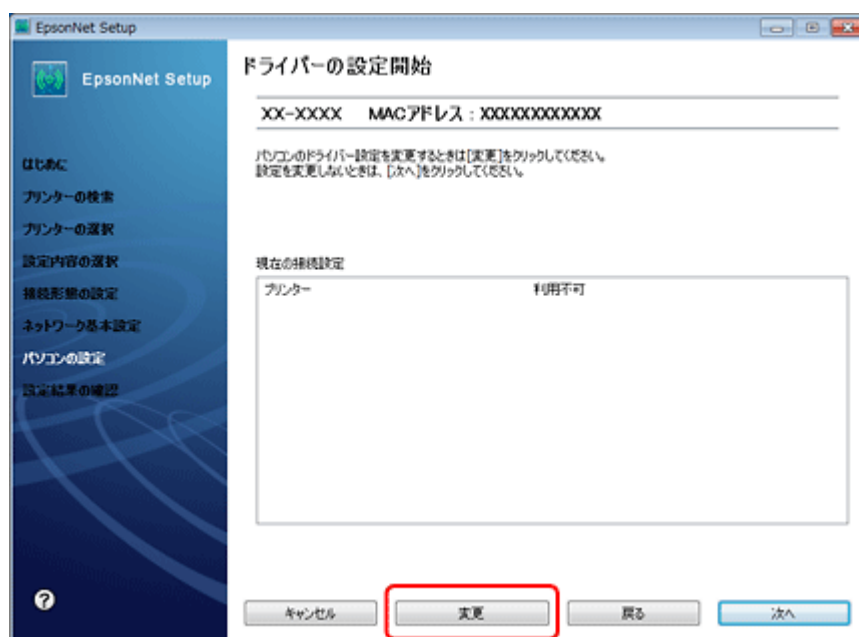 EpsonNet Setup
EpsonNet Setup
はじめに
プリンターの検索
プリンターの選択
設定内容の選択
接続形態の設定
ネットワーク基本設定
パソコンの設定
設定結果の確認
ドライバーの設定開始
XX-XXXX MACアドレス : XXXXXXXXXXXX
パソコンのドライバー設定を変更するときは[変更]をクリックしてください。
設定を変更しないときは、[次へ]をクリックしてください。
現在の接続設定
プリンター 利用不可
キャンセル 変更 戻る 次へ